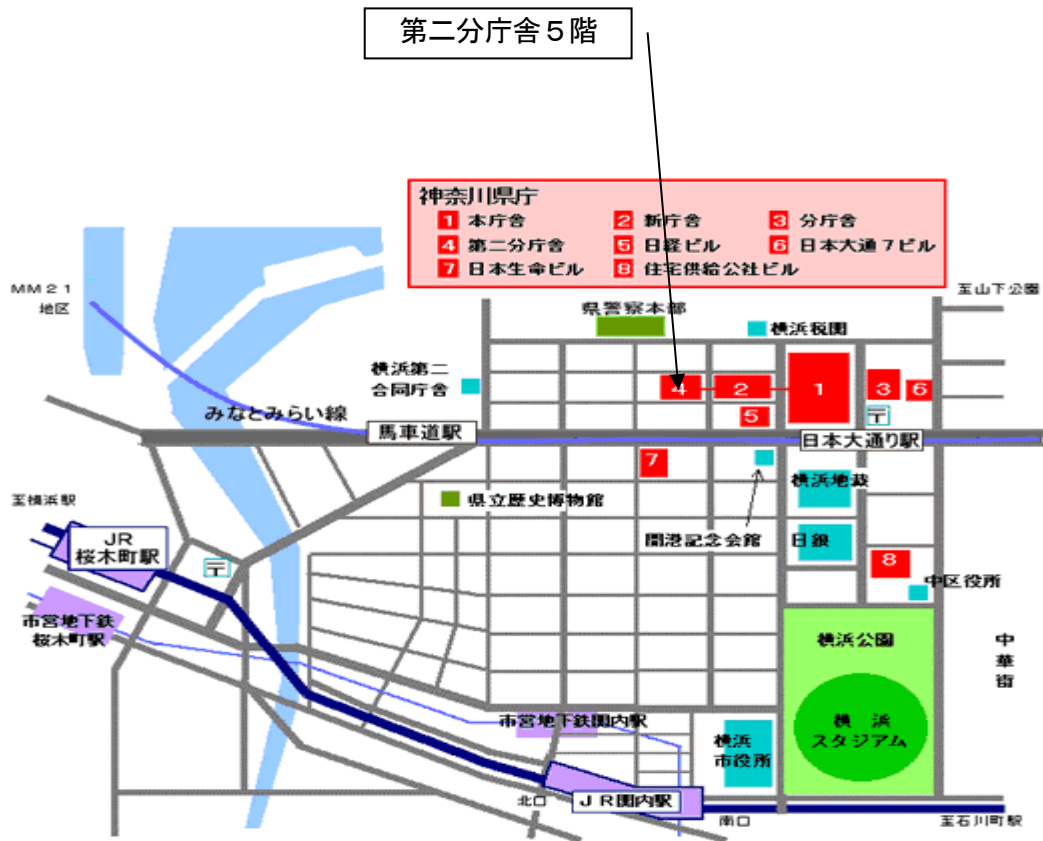 第二分庁舎５階
神奈川県庁
1 本庁舎 2 新庁舎 3 分庁舎
4 第二分庁舎 5 日経ビル 6 日本大通７ビル
7 日本生命ビル 8 住宅供給公社ビル
MM２１
地区
至山下公園
県警察本部
横浜税関
横浜第二
合同庁舎
4
2
1
3
6
5
〒
みなとみらい線
馬車道駅
日本大通り駅
7
横浜地裁
県立歴史博物館
至横浜駅
JR
桜木町駅
〒
開港記念会館
日銀
8
中区役所
市営地下鉄
桜木町駅
横浜公園
中華街
市営地下鉄関内駅
横浜
市役所
横浜
スタジアム
北口
ＪＲ関内駅
南口
至石川町駅